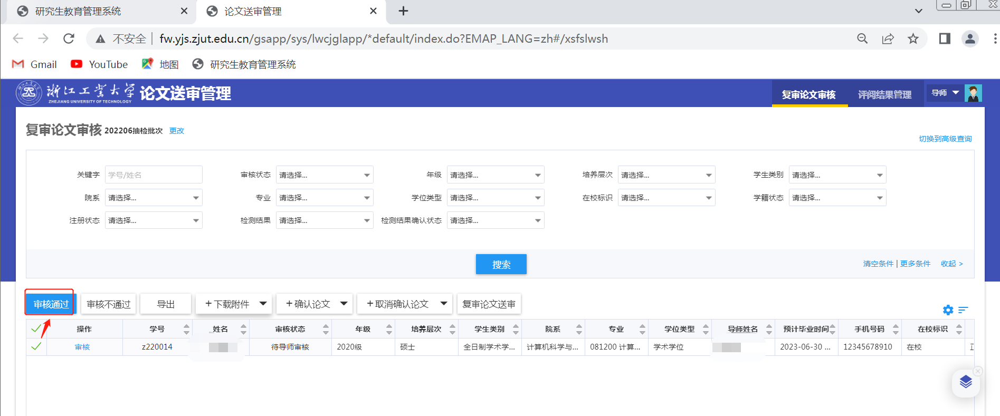 研究生教育管理系统
论文送审管理
不安全 fw.yjs.zjut.edu.cn/gsapp/sys/lwcjglapp/*default/index.do?EMAP_LANG=zh#/xsfslwsh
Gmail YouTube 地图 研究生教育管理系统
浙江工业大学 论文送审管理
ZHEJIANG UNIVERSITY OF TECHNOLOGY
复审论文审核 评阅结果管理 导师
复审论文审核 202206抽检批次 更改
切换到高级查询
关键字 学号/姓名 审核状态 请选择... 年级 请选择... 培养层次 请选择... 学生类别 请选择...
院系 请选择... 专业 请选择... 学位类型 请选择... 在校标识 请选择... 学籍状态 请选择...
注册状态 请选择... 检测结果 请选择... 检测结果确认状态 请选择...
搜索 清空条件 | 更多条件 收起 >
审核通过 审核不通过 导出 +下载附件 +确认论文 +取消确认论文 复审论文送审
操作 学号 姓名 审核状态 年级 培养层次 学生类别 院系 专业 学位类型 导师姓名 预计毕业时间 手机号码 在校标识
审核 z220014 待导师审核 2020级 硕士 全日制学术学... 计算机科学与... 081200 计算... 学术学位 2023-06-30 ... 12345678910 在校